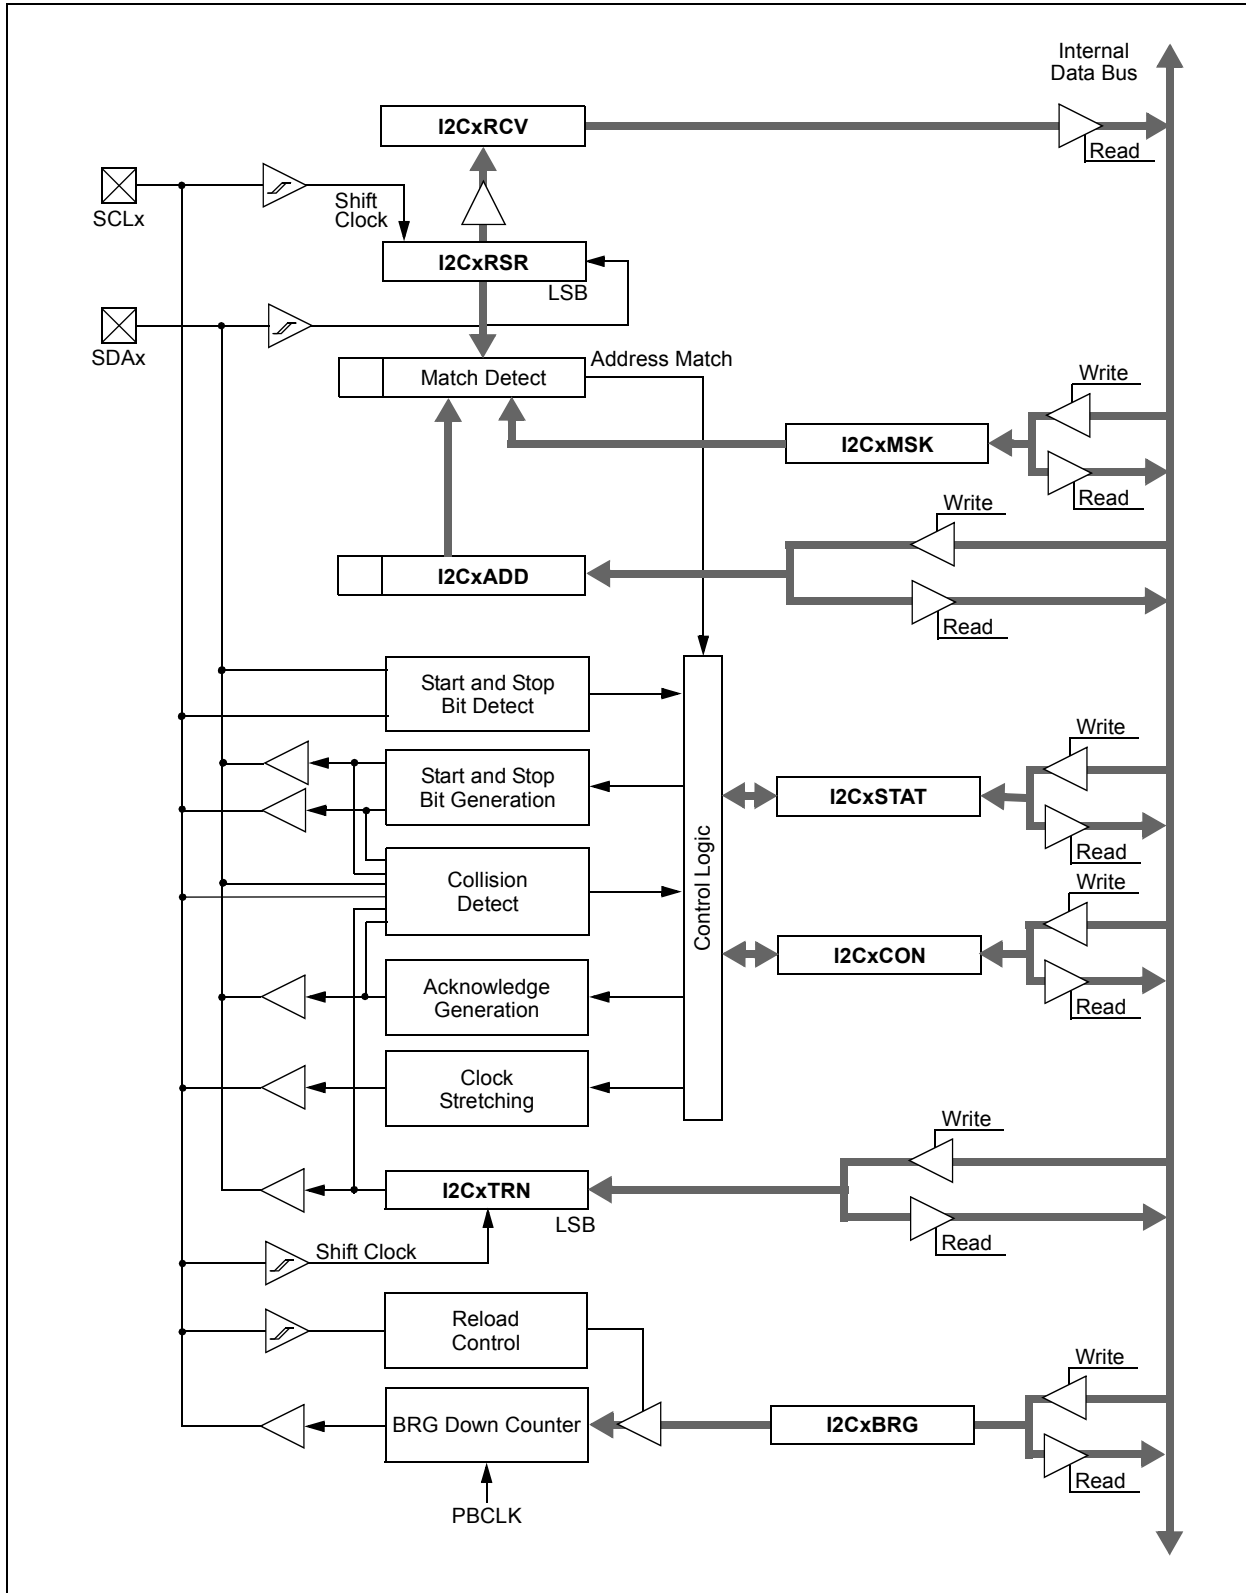 Internal
Data Bus
I2CxRCV
Read
SCLx
Shift
Clock
I2CxRSR
LSB
SDAx
Match Detect
Address Match
Write
I2CxMSK
Read
Write
I2CxADD
Read
Start and Stop
Bit Detect
Write
Start and Stop
Bit Generation
I2CxSTAT
Read
Control Logic
Collision
Detect
Write
I2CxCON
Read
Acknowledge
Generation
Clock
Stretching
Write
I2CxTRN
LSB
Read
Shift Clock
Reload
Control
Write
BRG Down Counter
I2CxBRG
Read
PBCLK